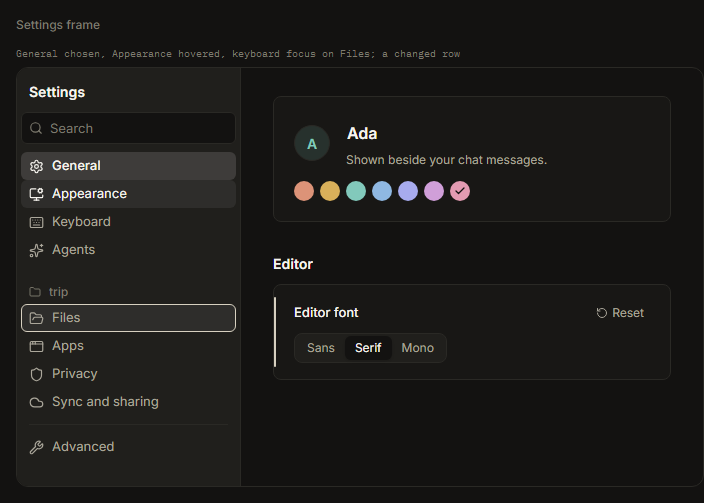 Settings frame
General chosen, Appearance hovered, keyboard focus on Files; a changed row
Settings
Search
General
Appearance
Keyboard
Agents
trip
Files
Apps
Privacy
Sync and sharing
Advanced
A
Ada
Shown beside your chat messages.
Editor
Editor font
Reset
Sans Serif Mono